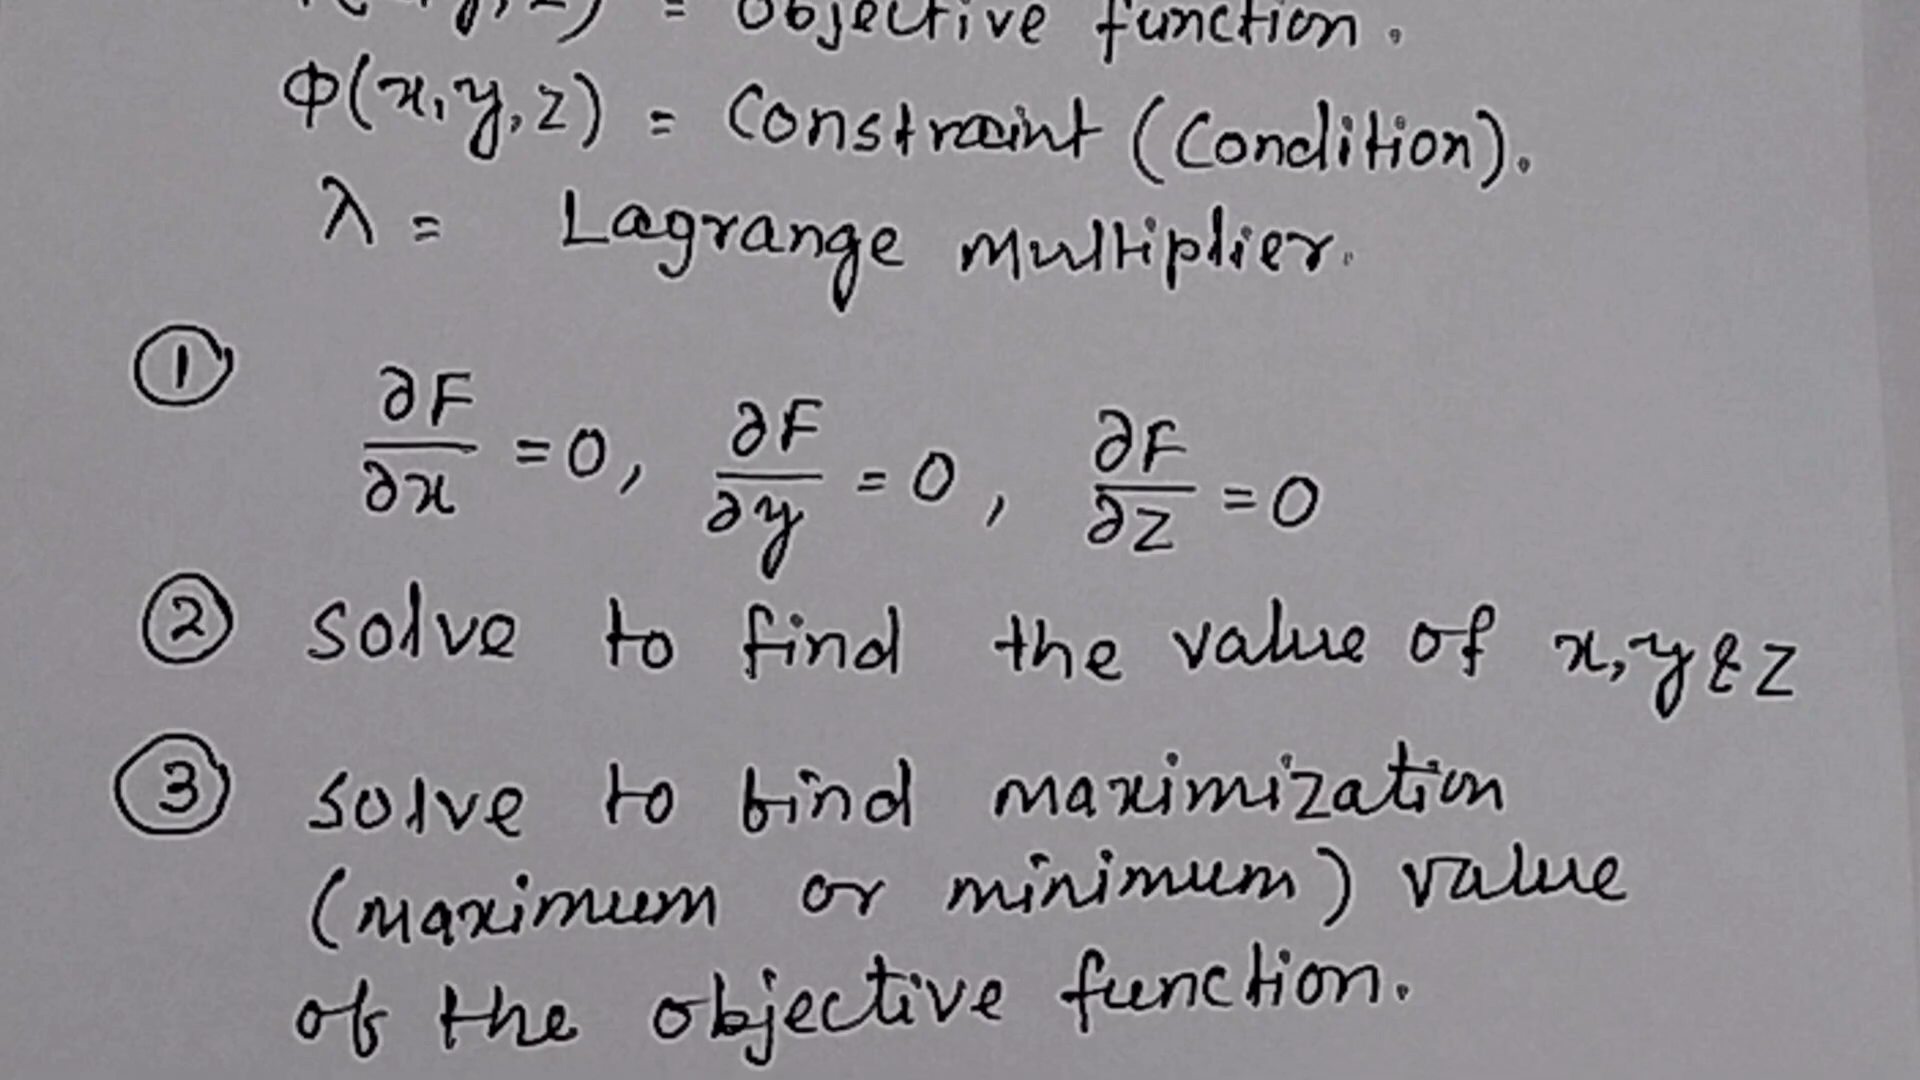 = Objective function.
Φ(x,y,z) = Constraint (Condition).
λ = Lagrange multiplier.
① ∂F/∂x = 0, ∂F/∂y = 0, ∂F/∂z = 0
② solve to find the value of x, y & z
③ solve to find maximization
(maximum or minimum) value
of the objective function.